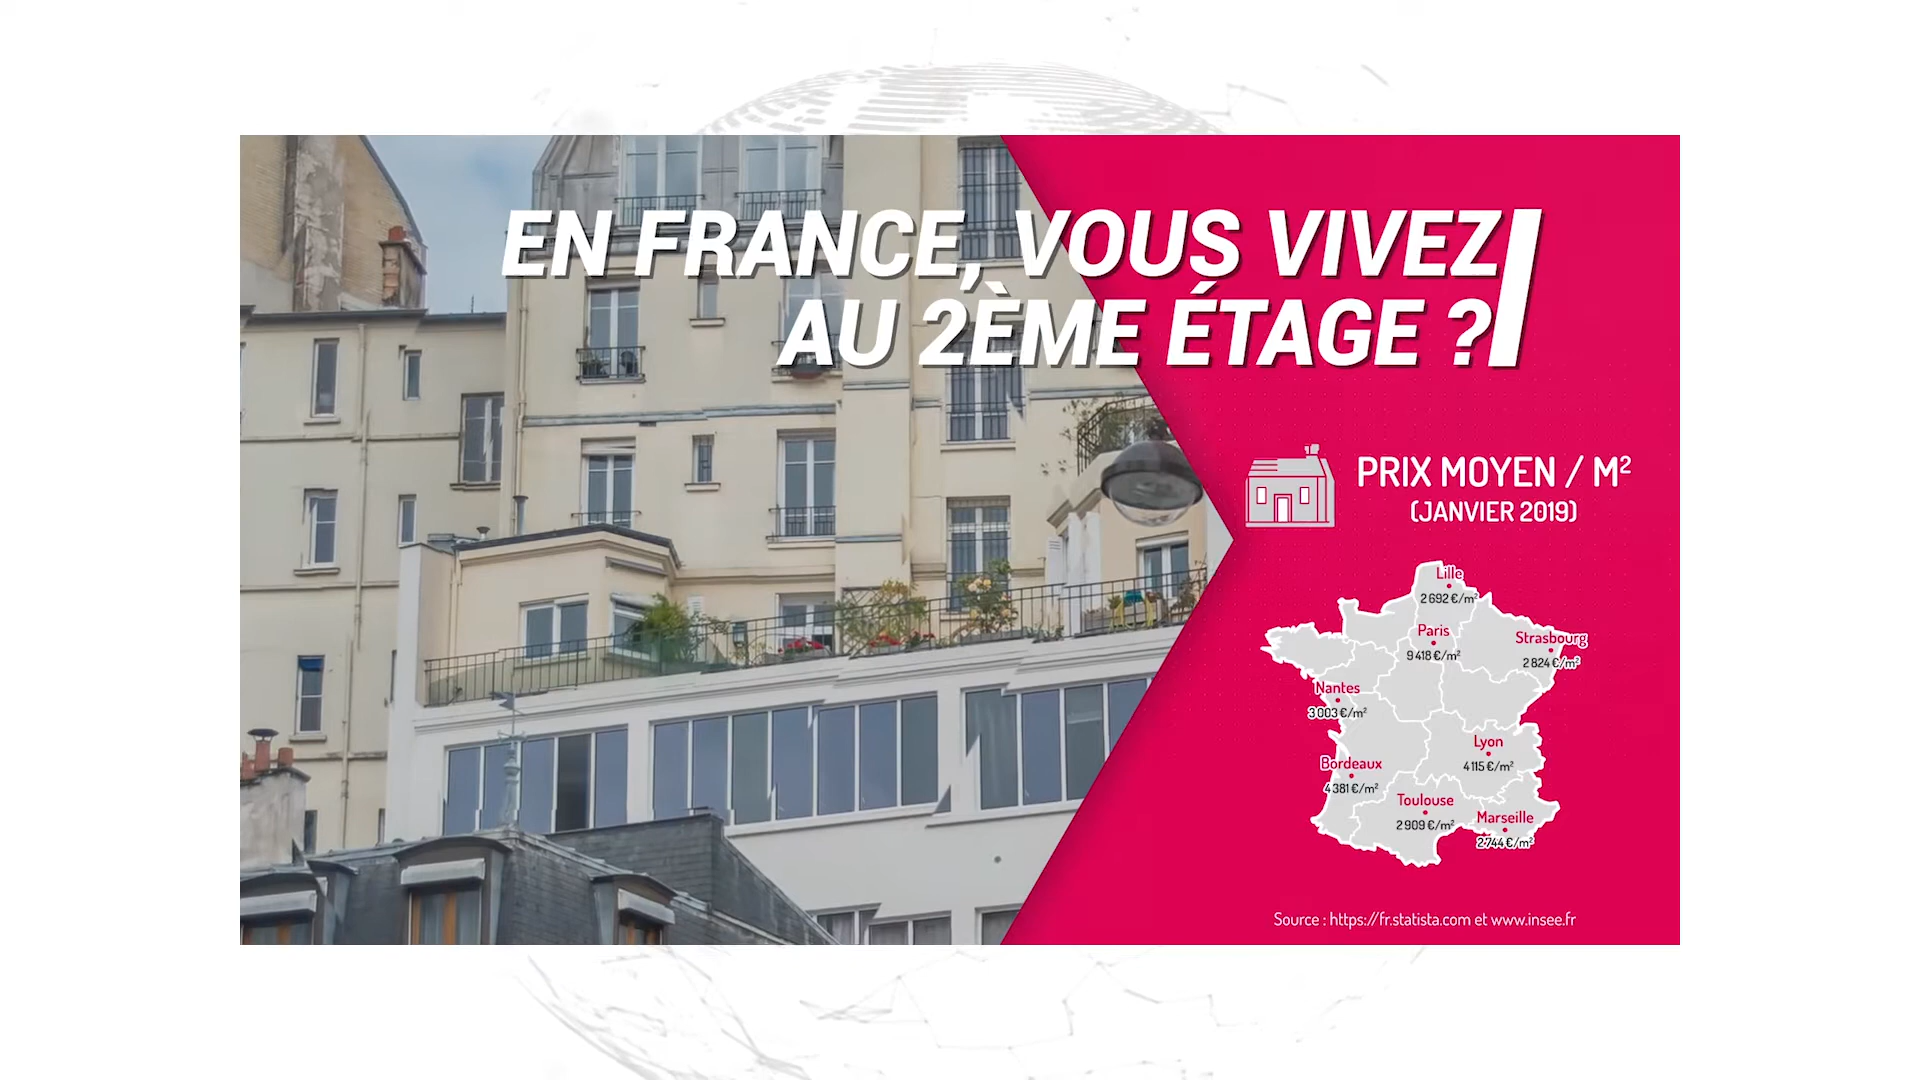 EN FRANCE, VOUS VIVEZ
AU 2ÈME ÉTAGE ?
PRIX MOYEN / M²
(JANVIER 2019)
Lille
2 692 €/m²
Paris
9 418 €/m²
Strasbourg
2 824 €/m²
Nantes
3 003 €/m²
Lyon
4 115 €/m²
Bordeaux
4 381 €/m²
Toulouse
2 909 €/m²
Marseille
2 744 €/m²
Source : https://fr.statista.com et www.insee.fr